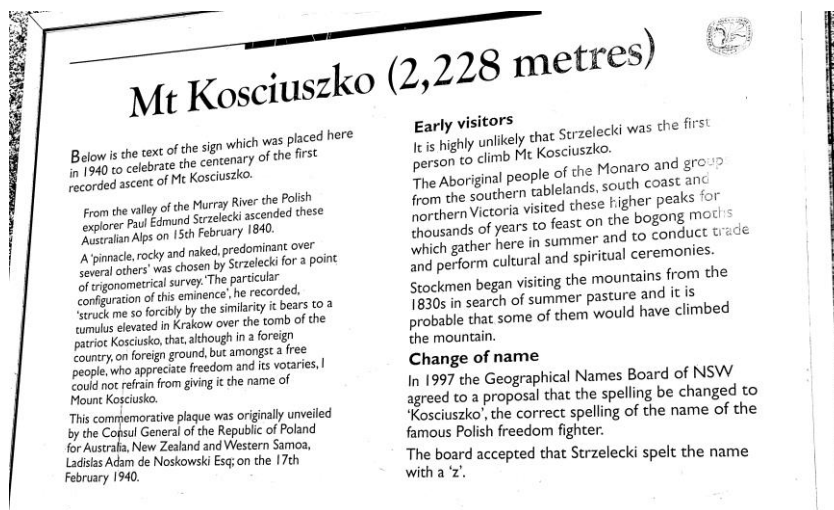 Mt Kosciuszko (2,228 metres)
Below is the text of the sign which was placed here
in 1940 to celebrate the centenary of the first
recorded ascent of Mt Kosciuszko.
From the valley of the Murray River the Polish
explorer Paul Edmund Strzelecki ascended these
Australian Alps on 15th February 1840.
A 'pinnacle, rocky and naked, predominant over
several others' was chosen by Strzelecki for a point
of trigonometrical survey. 'The particular
configuration of this eminence', he recorded,
'struck me so forcibly by the similarity it bears to a
tumulus elevated in Krakow over the tomb of the
patriot Kosciusko, that, although in a foreign
country, on foreign ground, but amongst a free
people, who appreciate freedom and its votaries, I
could not refrain from giving it the name of
Mount Kosciusko.
This commemorative plaque was originally unveiled
by the Consul General of the Republic of Poland
for Australia, New Zealand and Western Samoa,
Ladislas Adam de Noskowski Esq; on the 17th
February 1940.
Early visitors
It is highly unlikely that Strzelecki was the first
person to climb Mt Kosciuszko.
The Aboriginal people of the Monaro and group
from the southern tablelands, south coast and
northern Victoria visited these higher peaks for
thousands of years to feast on the bogong moths
which gather here in summer and to conduct trade
and perform cultural and spiritual ceremonies.
Stockmen began visiting the mountains from the
1830s in search of summer pasture and it is
probable that some of them would have climbed
the mountain.
Change of name
In 1997 the Geographical Names Board of NSW
agreed to a proposal that the spelling be changed to
'Kosciuszko', the correct spelling of the name of the
famous Polish freedom fighter.
The board accepted that Strzelecki spelt the name
with a 'z'.